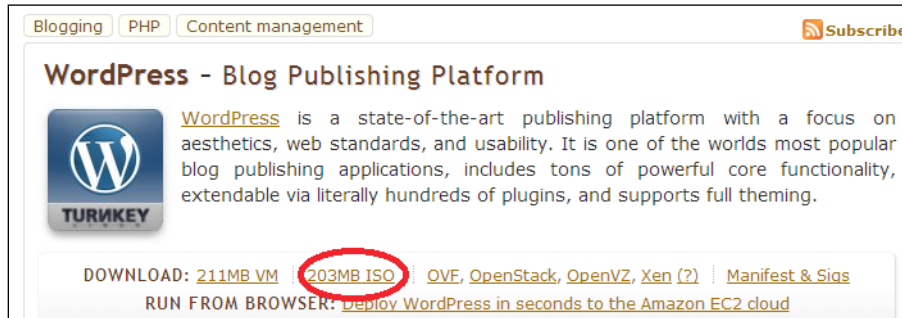 Blogging PHP Content management Subscribe
WordPress – Blog Publishing Platform
WordPress is a state-of-the-art publishing platform with a focus on
aesthetics, web standards, and usability. It is one of the worlds most popular
blog publishing applications, includes tons of powerful core functionality,
extendable via literally hundreds of plugins, and supports full theming.
W
TURИKEY
LINUX
DOWNLOAD: 211MB VM 203MB ISO OVF, OpenStack, OpenVZ, Xen (?) Manifest & Sigs
RUN FROM BROWSER: Deploy WordPress in seconds to the Amazon EC2 cloud